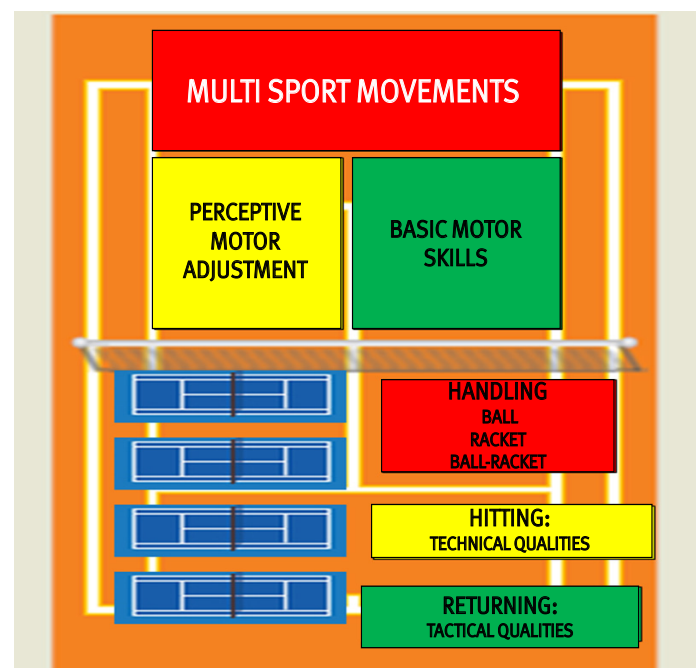 MULTI SPORT MOVEMENTS
PERCEPTIVE
MOTOR
ADJUSTMENT
BASIC MOTOR
SKILLS
HANDLING
BALL
RACKET
BALL-RACKET
HITTING:
TECHNICAL QUALITIES
RETURNING:
TACTICAL QUALITIES